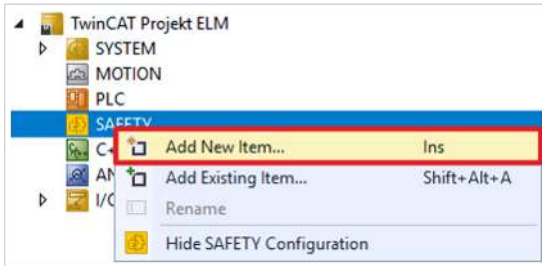 TwinCAT Projekt ELM
SYSTEM
MOTION
PLC
SAFETY
Add New Item... Ins
Add Existing Item... Shift+Alt+A
Rename
Hide SAFETY Configuration